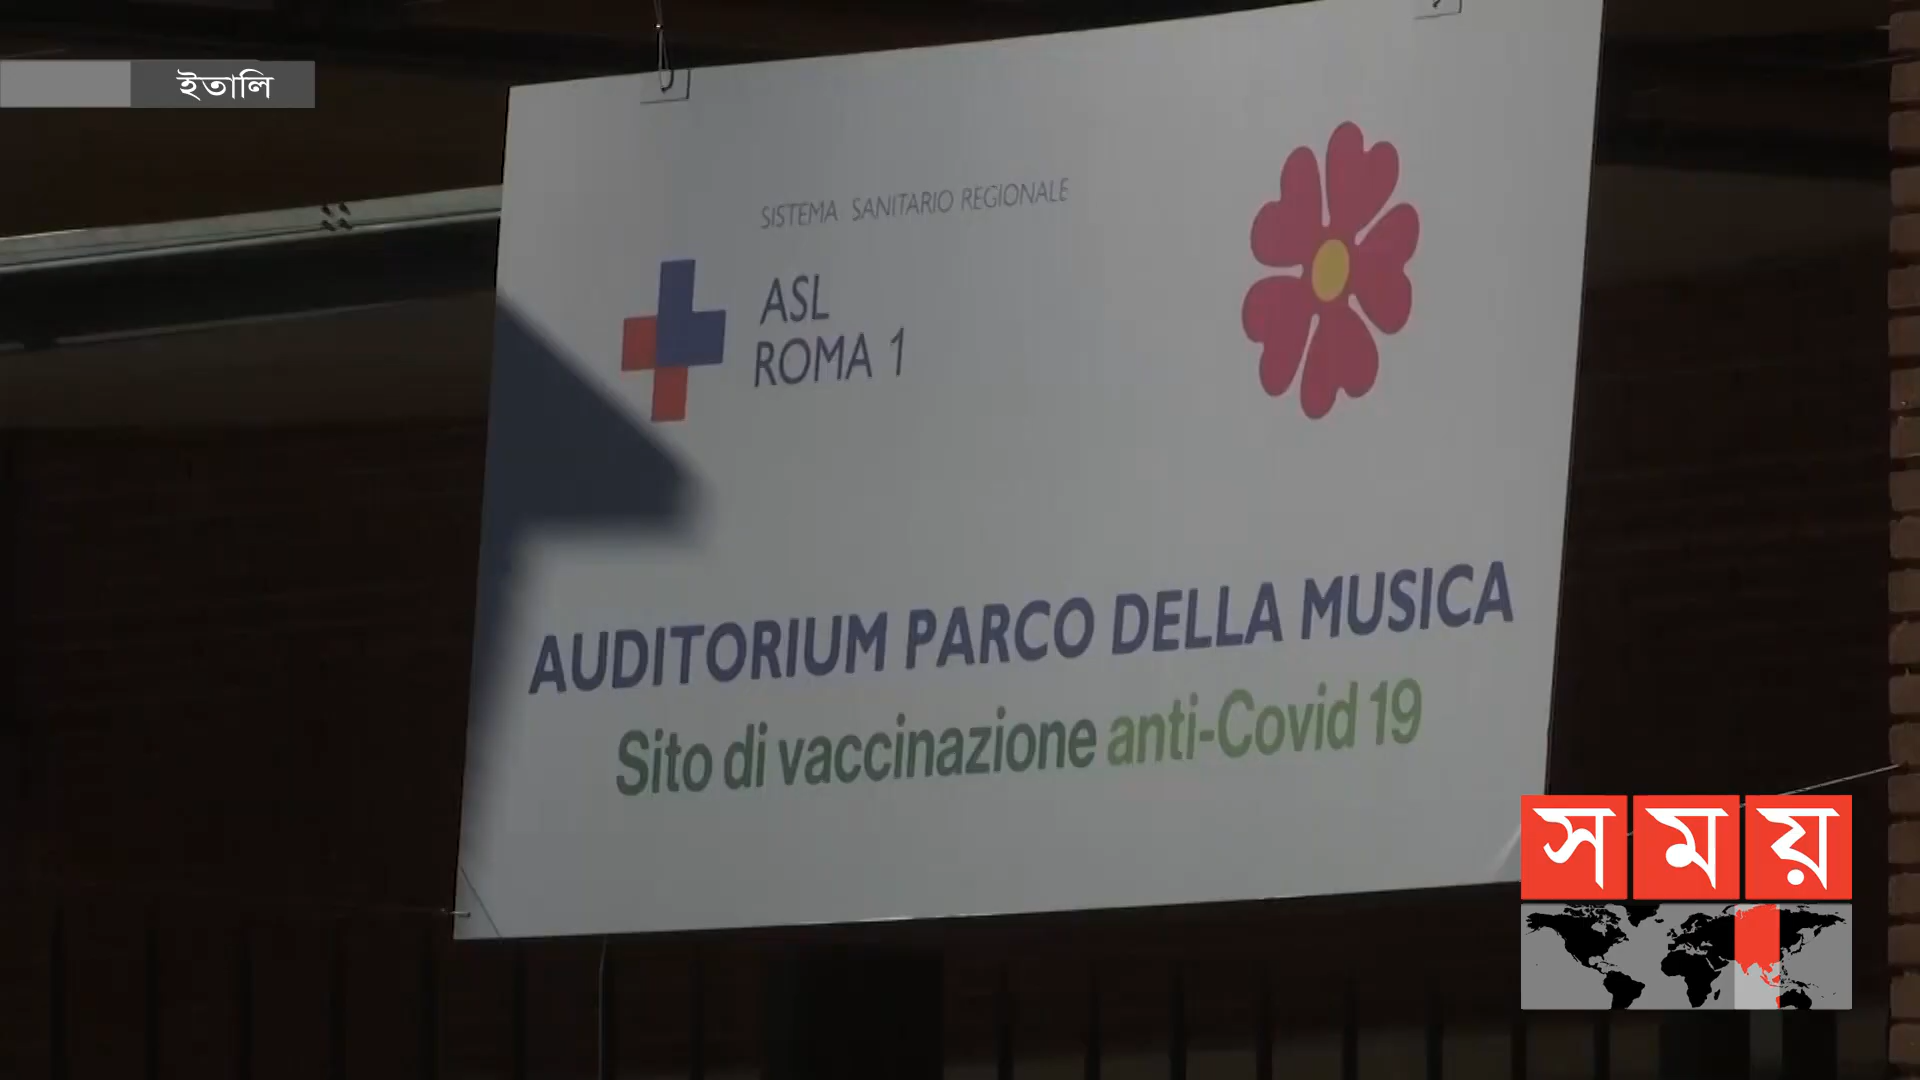 ইতালি
SISTEMA SANITARIO REGIONALE
ASL
ROMA 1
AUDITORIUM PARCO DELLA MUSICA
Sito di vaccinazione anti-Covid 19
সময়